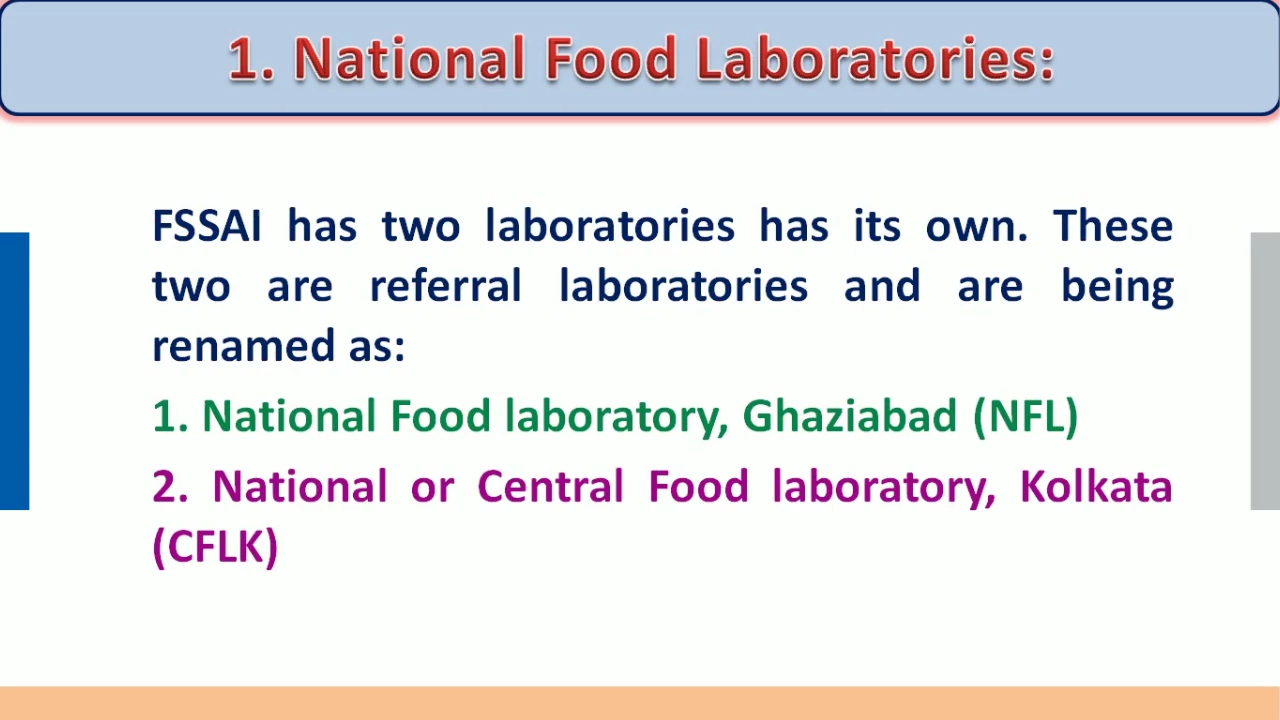 1. National Food Laboratories:
FSSAI has two laboratories has its own. These
two are referral laboratories and are being
renamed as:
1. National Food laboratory, Ghaziabad (NFL)
2. National or Central Food laboratory, Kolkata
(CFLK)